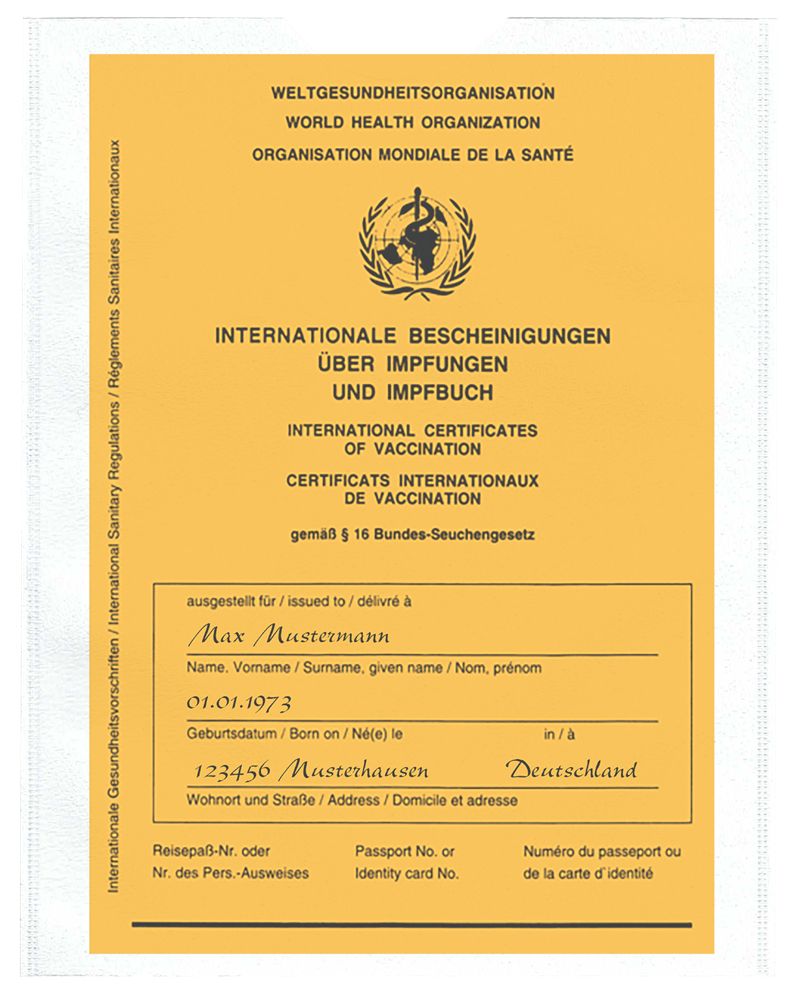 WELTGESUNDHEITSORGANISATION
WORLD HEALTH ORGANIZATION
ORGANISATION MONDIALE DE LA SANTÉ
Internationale Gesundheitsvorschriften / International Sanitary Regulations / Règlements Sanitaires Internationaux
INTERNATIONALE BESCHEINIGUNGEN
ÜBER IMPFUNGEN
UND IMPFBUCH
INTERNATIONAL CERTIFICATES
OF VACCINATION
CERTIFICATS INTERNATIONAUX
DE VACCINATION
gemäß § 16 Bundes-Seuchengesetz
ausgestellt für / issued to / délivré à
Max Mustermann
Name. Vorname / Surname, given name / Nom, prénom
01.01.1973
Geburtsdatum / Born on / Né(e) le in / à
123456 Musterhausen Deutschland
Wohnort und Straße / Address / Domicile et adresse
Reisepaß-Nr. oder Passport No. or Numéro du passeport ou
Nr. des Pers.-Ausweises Identity card No. de la carte d'identité